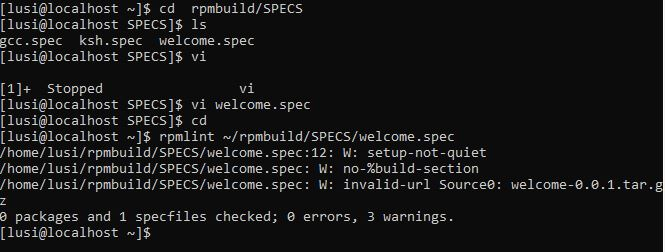 [lusi@localhost ~]$ cd  rpmbuild/SPECS
[lusi@localhost SPECS]$ ls
gcc.spec  ksh.spec  welcome.spec
[lusi@localhost SPECS]$ vi
[1]+  Stopped                 vi
[lusi@localhost SPECS]$ vi welcome.spec
[lusi@localhost SPECS]$ cd
[lusi@localhost ~]$ rpmlint ~/rpmbuild/SPECS/welcome.spec
/home/lusi/rpmbuild/SPECS/welcome.spec:12: W: setup-not-quiet
/home/lusi/rpmbuild/SPECS/welcome.spec: W: no-%build-section
/home/lusi/rpmbuild/SPECS/welcome.spec: W: invalid-url Source0: welcome-0.0.1.tar.g
z
0 packages and 1 specfiles checked; 0 errors, 3 warnings.
[lusi@localhost ~]$